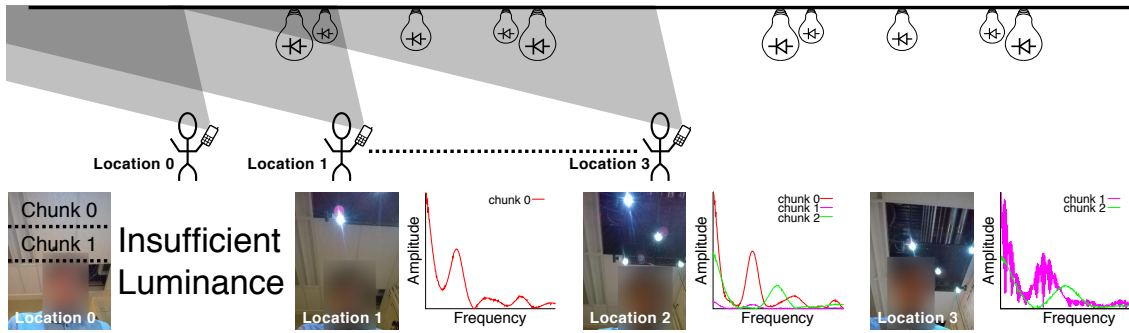 Location 0
Location 1
Location 3
Chunk 0
Chunk 1
Location 0
Insufficient
Luminance
Location 1
Amplitude
chunk 0
Frequency
Location 2
Amplitude
chunk 0
chunk 1
chunk 2
Frequency
Location 3
Amplitude
chunk 1
chunk 2
Frequency